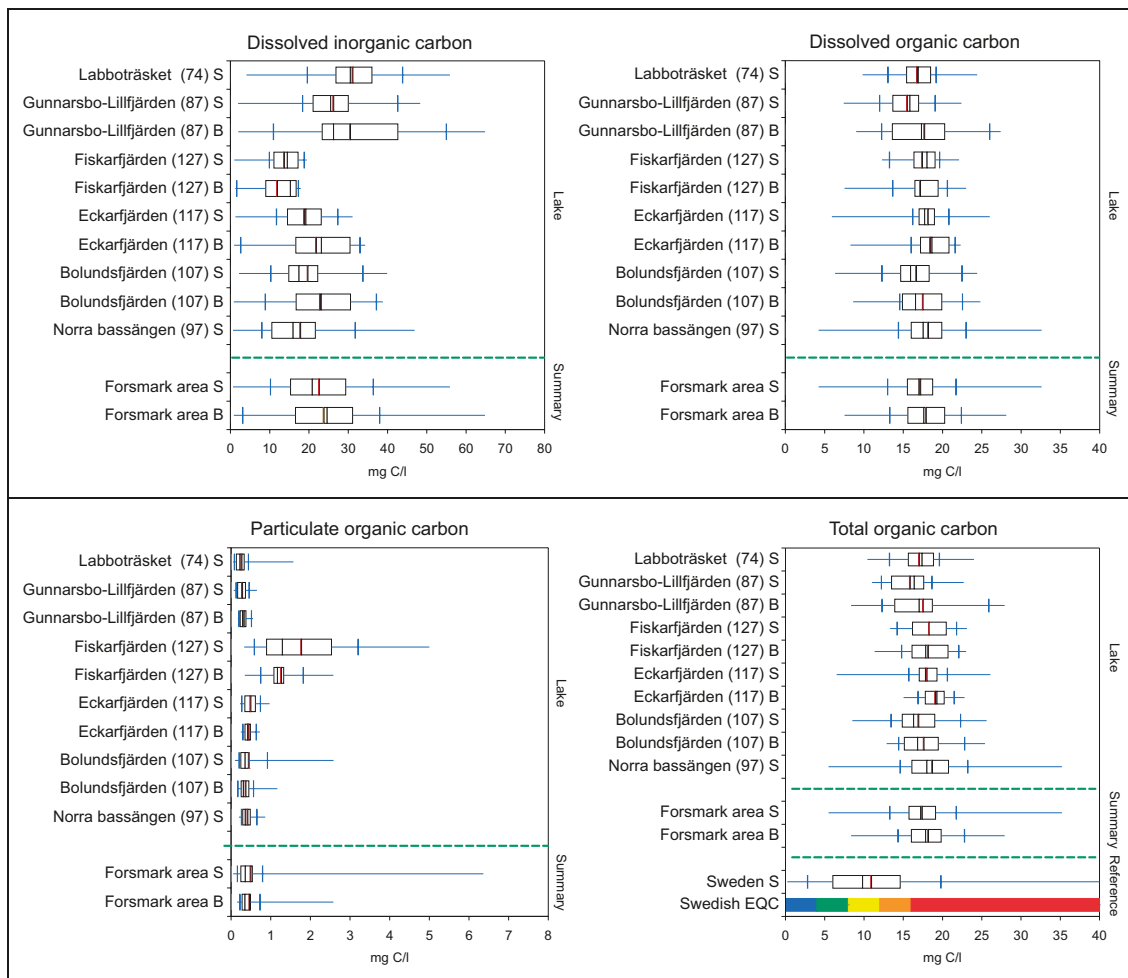 Dissolved inorganic carbon
Labboträsket (74) S
Gunnarsbo-Lillfjärden (87) S
Gunnarsbo-Lillfjärden (87) B
Fiskarfjärden (127) S
Fiskarfjärden (127) B
Eckarfjärden (117) S
Eckarfjärden (117) B
Bolundsfjärden (107) S
Bolundsfjärden (107) B
Norra bassängen (97) S
Forsmark area S
Forsmark area B
Lake
Summary
0 10 20 30 40 50 60 70 80
mg C/l
Dissolved organic carbon
Labboträsket (74) S
Gunnarsbo-Lillfjärden (87) S
Gunnarsbo-Lillfjärden (87) B
Fiskarfjärden (127) S
Fiskarfjärden (127) B
Eckarfjärden (117) S
Eckarfjärden (117) B
Bolundsfjärden (107) S
Bolundsfjärden (107) B
Norra bassängen (97) S
Forsmark area S
Forsmark area B
Lake
Summary
0 5 10 15 20 25 30 35 40
mg C/l
Particulate organic carbon
Labboträsket (74) S
Gunnarsbo-Lillfjärden (87) S
Gunnarsbo-Lillfjärden (87) B
Fiskarfjärden (127) S
Fiskarfjärden (127) B
Eckarfjärden (117) S
Eckarfjärden (117) B
Bolundsfjärden (107) S
Bolundsfjärden (107) B
Norra bassängen (97) S
Forsmark area S
Forsmark area B
Lake
Summary
0 1 2 3 4 5 6 7 8
mg C/l
Total organic carbon
Labboträsket (74) S
Gunnarsbo-Lillfjärden (87) S
Gunnarsbo-Lillfjärden (87) B
Fiskarfjärden (127) S
Fiskarfjärden (127) B
Eckarfjärden (117) S
Eckarfjärden (117) B
Bolundsfjärden (107) S
Bolundsfjärden (107) B
Norra bassängen (97) S
Forsmark area S
Forsmark area B
Sweden S
Swedish EQC
Lake
Summary
Reference
0 5 10 15 20 25 30 35 40
mg C/l